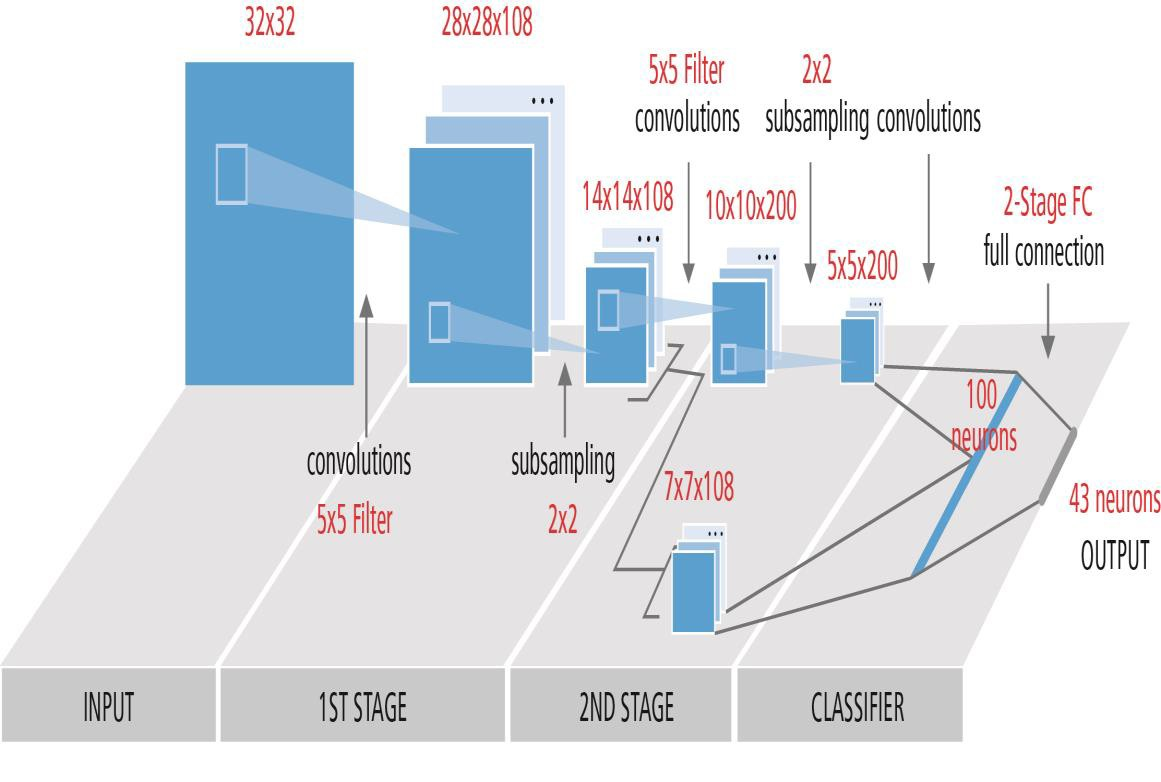 32x32
28x28x108
5x5 Filter
convolutions
2x2
subsampling
convolutions
14x14x108
10x10x200
5x5x200
2-Stage FC
full connection
convolutions
5x5 Filter
subsampling
2x2
7x7x108
100
neurons
43 neurons
OUTPUT
INPUT
1ST STAGE
2ND STAGE
CLASSIFIER